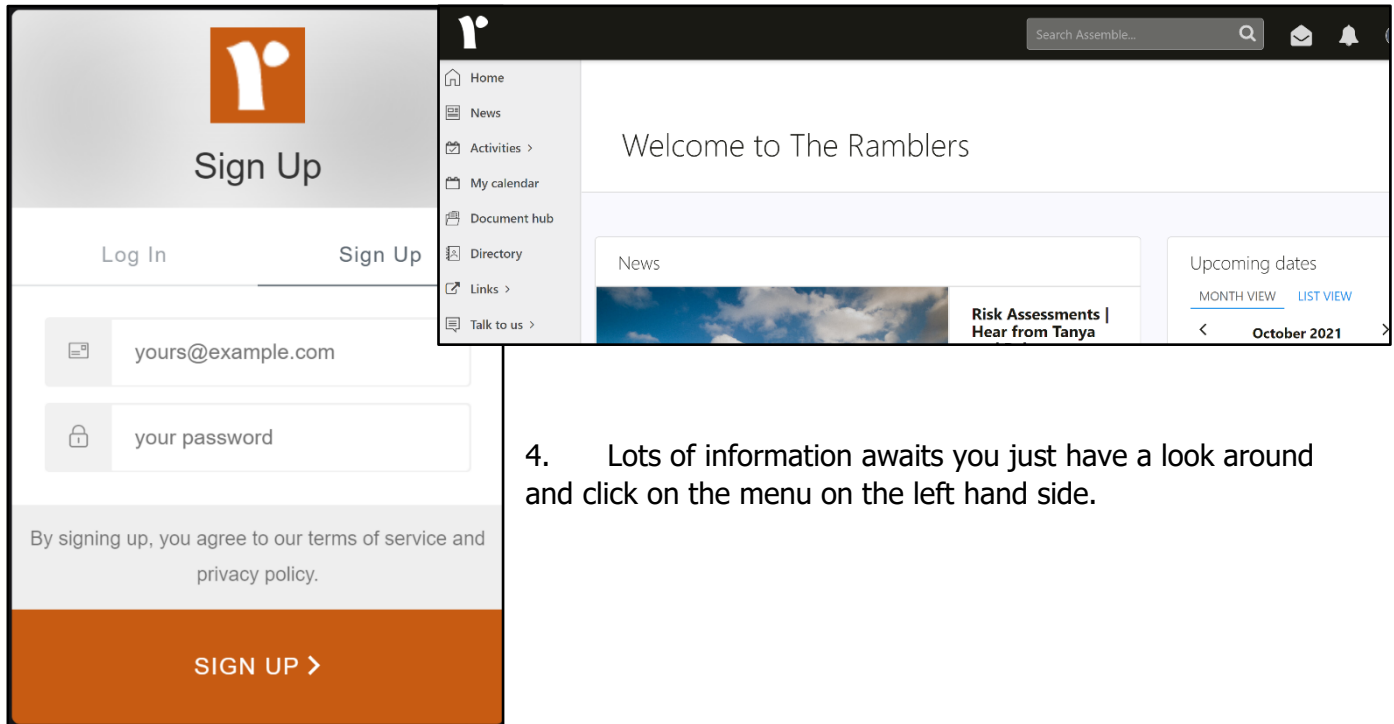 r
Sign Up
Log In Sign Up
yours@example.com
your password
By signing up, you agree to our terms of service and
privacy policy.
SIGN UP >
r
Search Assemble...
Home
News
Activities >
My calendar
Document hub
Directory
Links >
Talk to us >
Welcome to The Ramblers
News
Risk Assessments |
Hear from Tanya
Upcoming dates
MONTH VIEW LIST VIEW
< October 2021 >
4. Lots of information awaits you just have a look around
and click on the menu on the left hand side.